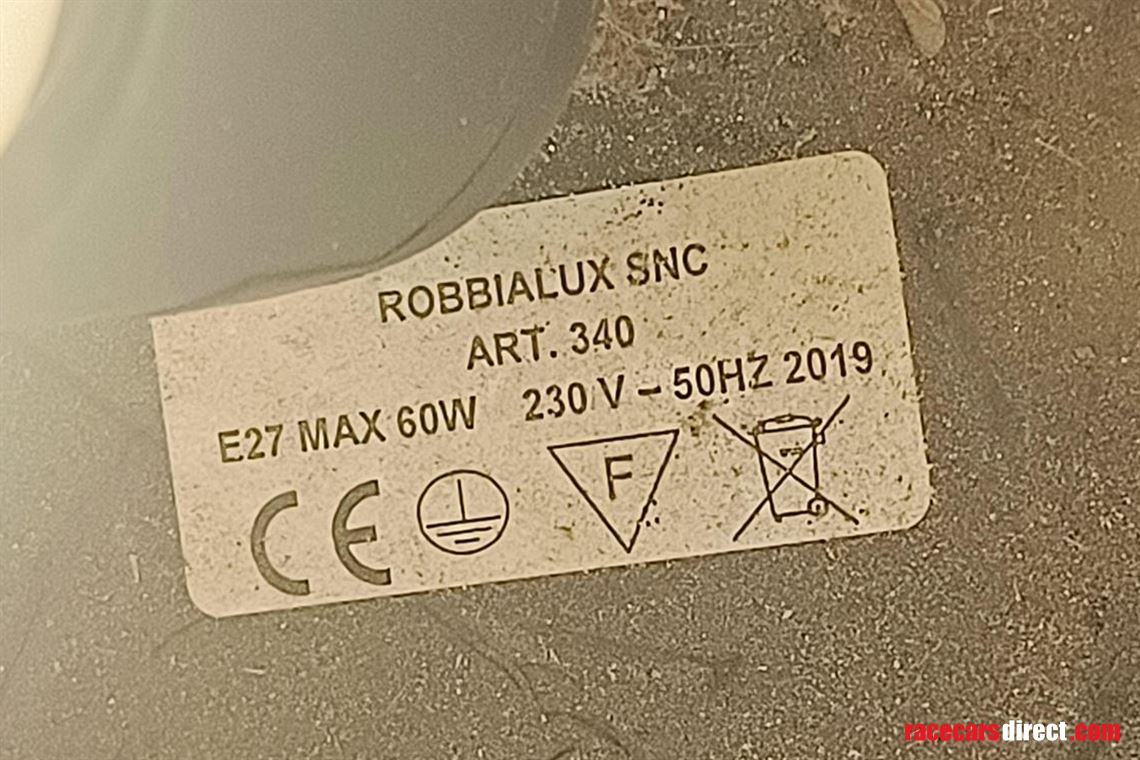 ROBBIALUX SNC
ART. 340
E27 MAX 60W 230 V – 50HZ 2019
CE F
racecarsdirect.com